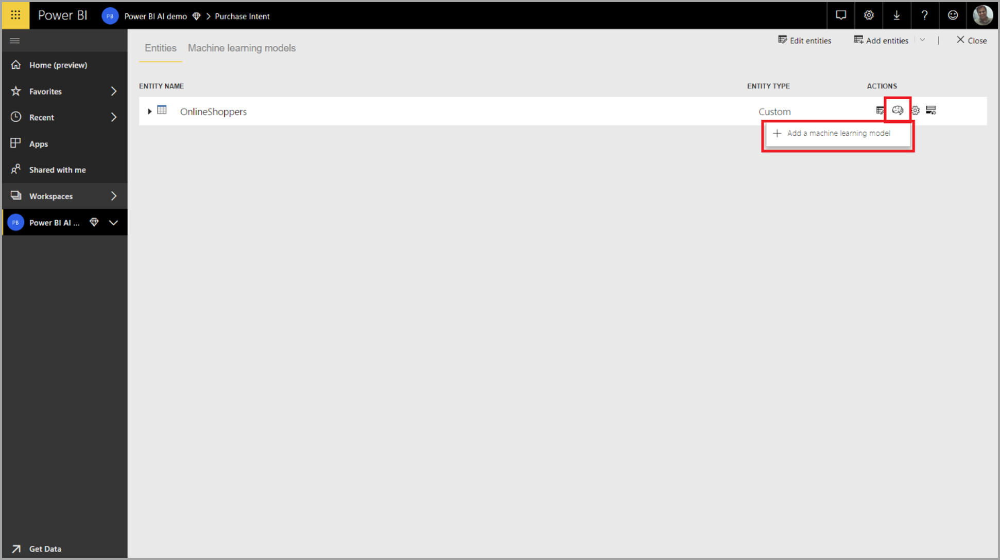 Power BI
PB
Power BI AI demo
Purchase Intent
?
Entities
Machine learning models
Edit entities
Add entities
Close
Home (preview)
Favorites
Recent
Apps
Shared with me
Workspaces
PB
Power BI AI ...
Get Data
ENTITY NAME
ENTITY TYPE
ACTIONS
OnlineShoppers
Custom
Add a machine learning model